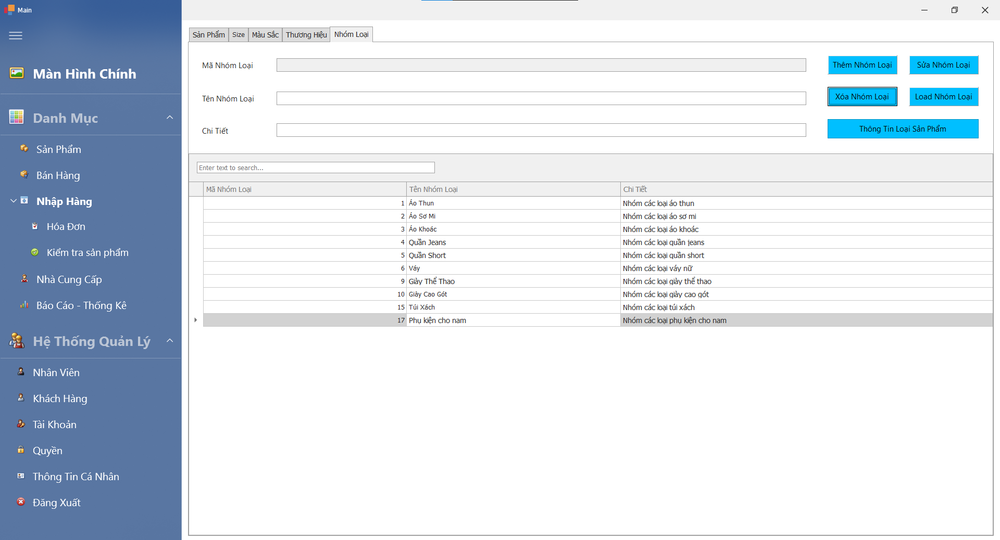 Main
Màn Hình Chính
Danh Mục
Sản Phẩm
Bán Hàng
Nhập Hàng
Hóa Đơn
Kiểm tra sản phẩm
Nhà Cung Cấp
Báo Cáo - Thống Kê
Hệ Thống Quản Lý
Nhân Viên
Khách Hàng
Tài Khoản
Quyền
Thông Tin Cá Nhân
Đăng Xuất
Sản Phẩm Size Màu Sắc Thương Hiệu Nhóm Loại
Mã Nhóm Loại Thêm Nhóm Loại Sửa Nhóm Loại
Tên Nhóm Loại Xóa Nhóm Loại Load Nhóm Loại
Chi Tiết Thông Tin Loại Sản Phẩm
Enter text to search...
Mã Nhóm Loại Tên Nhóm Loại Chi Tiết
1 Áo Thun Nhóm các loại áo thun
2 Áo Sơ Mi Nhóm các loại áo sơ mi
3 Áo Khoác Nhóm các loại áo khoác
4 Quần Jeans Nhóm các loại quần jeans
5 Quần Short Nhóm các loại quần short
6 Váy Nhóm các loại váy nữ
9 Giày Thể Thao Nhóm các loại giày thể thao
10 Giày Cao Gót Nhóm các loại giày cao gót
15 Túi Xách Nhóm các loại túi xách
17 Phụ kiện cho nam Nhóm các loại phụ kiện cho nam